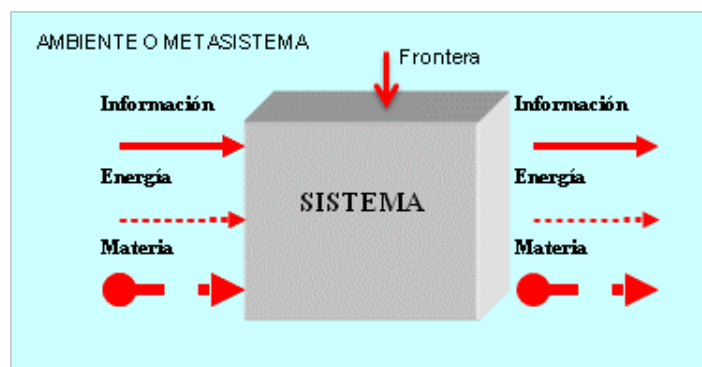 AMBIENTE O METASISTEMA
Frontera
Información
Información
Energía
Energía
SISTEMA
Materia
Materia